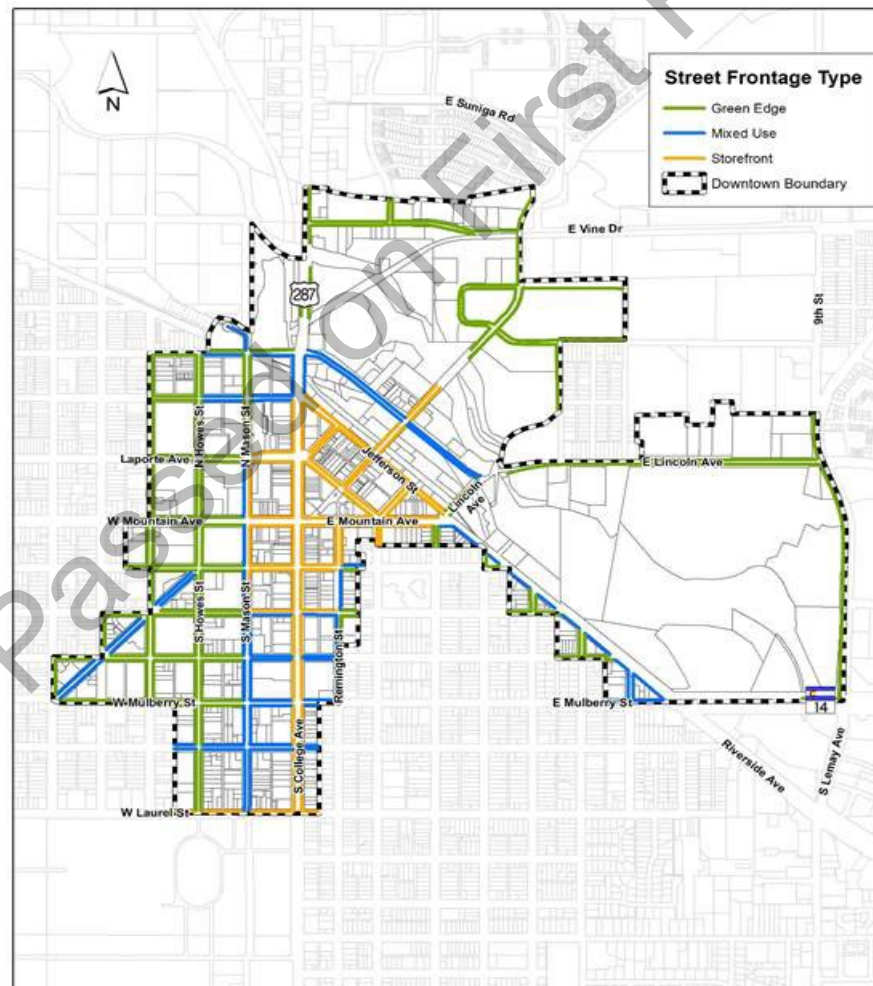 Passed on First R
N
Street Frontage Type
Green Edge
Mixed Use
Storefront
Downtown Boundary
E Suniga Rd
E Vine Dr
287
9th St
N Howes St
N Mason St
Laporte Ave
Jefferson St
E Lincoln Ave
Lincoln
Ave
W Mountain Ave
E Mountain Ave
S Howes St
S Mason St
Remington St
W Mulberry St
E Mulberry St
14
S College Ave
Riverside Ave
S Lemay Ave
W Laurel St